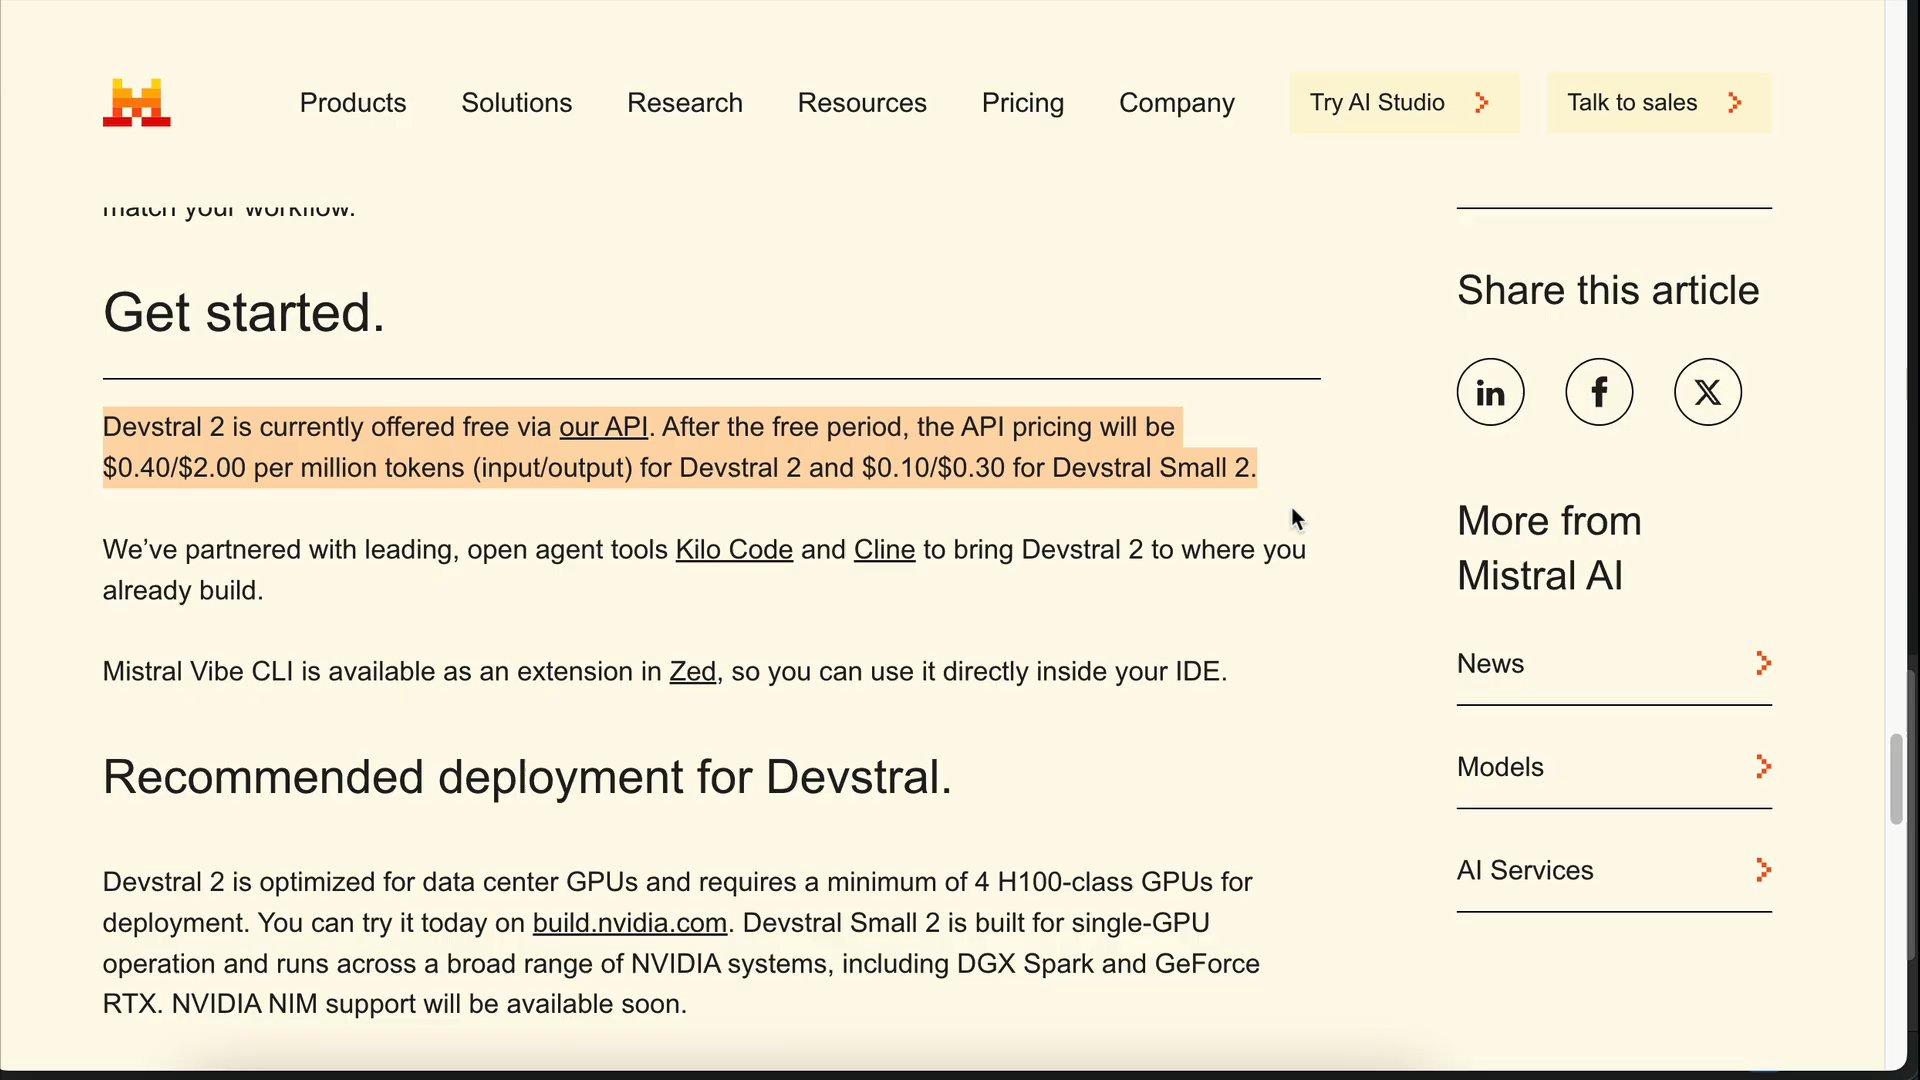 Products Solutions Research Resources Pricing Company Try AI Studio Talk to sales
match your workflow.
Get started.
Devstral 2 is currently offered free via our API. After the free period, the API pricing will be
$0.40/$2.00 per million tokens (input/output) for Devstral 2 and $0.10/$0.30 for Devstral Small 2.
We’ve partnered with leading, open agent tools Kilo Code and Cline to bring Devstral 2 to where you
already build.
Mistral Vibe CLI is available as an extension in Zed, so you can use it directly inside your IDE.
Recommended deployment for Devstral.
Devstral 2 is optimized for data center GPUs and requires a minimum of 4 H100-class GPUs for
deployment. You can try it today on build.nvidia.com. Devstral Small 2 is built for single-GPU
operation and runs across a broad range of NVIDIA systems, including DGX Spark and GeForce
RTX. NVIDIA NIM support will be available soon.
Share this article
in f X
More from
Mistral AI
News
Models
AI Services